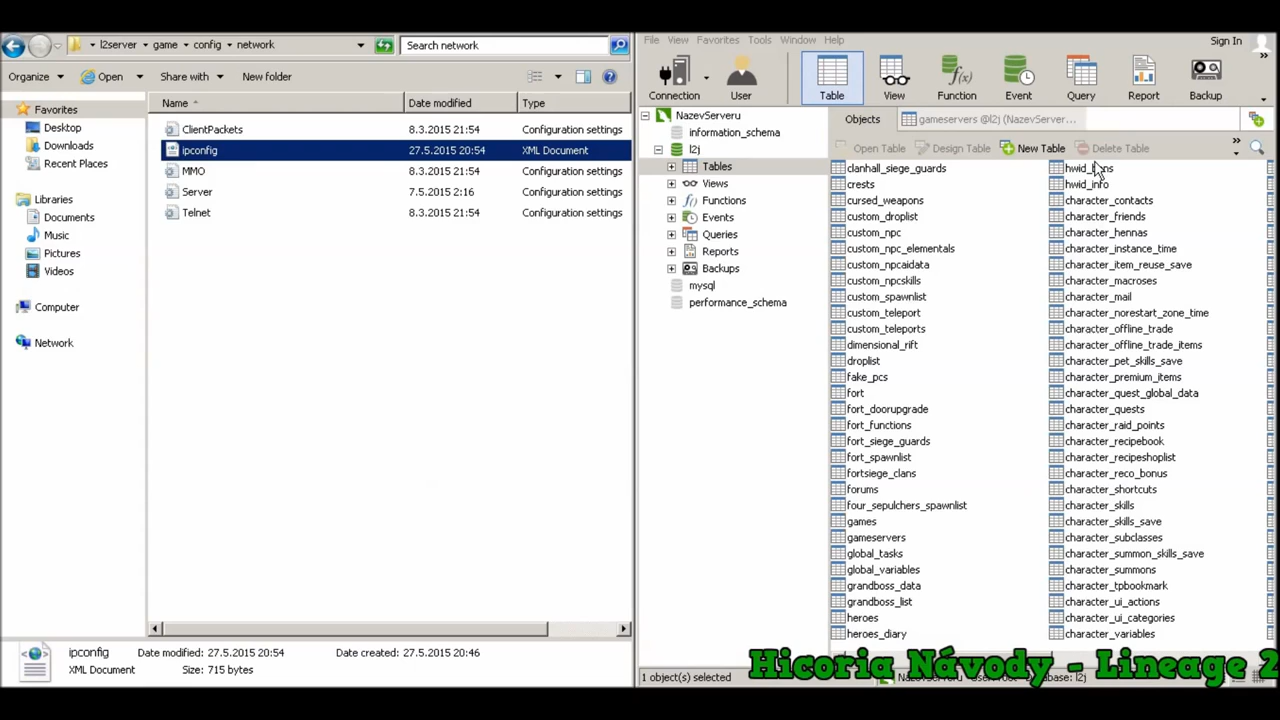 l2server ▸ game ▸ config ▸ network
Search network
Organize
Open
Share with
New folder
Favorites
Desktop
Downloads
Recent Places
Libraries
Documents
Music
Pictures
Videos
Computer
Network
Name Date modified Type
ClientPackets 8.3.2015 21:54 Configuration settings
ipconfig 27.5.2015 20:54 XML Document
MMO 8.3.2015 21:54 Configuration settings
Server 7.5.2015 2:16 Configuration settings
Telnet 8.3.2015 21:54 Configuration settings
ipconfig Date modified: 27.5.2015 20:54 Date created: 27.5.2015 20:46
XML Document Size: 715 bytes
File View Favorites Tools Window Help
Sign In
Connection User Table View Function Event Query Report Backup
NazevServeru
information_schema
l2j
Tables
Views
Functions
Events
Queries
Reports
Backups
mysql
performance_schema
Objects gameservers @l2j (NazevServer...
Open Table Design Table New Table Delete Table
clanhall_siege_guards
crests
cursed_weapons
custom_droplist
custom_npc
custom_npc_elementals
custom_npcaidata
custom_npcskills
custom_spawnlist
custom_teleport
custom_teleports
dimensional_rift
droplist
fake_pcs
fort
fort_doorupgrade
fort_functions
fort_siege_guards
fort_spawnlist
fortsiege_clans
forums
four_sepulchers_spawnlist
games
gameservers
global_tasks
global_variables
grandboss_data
grandboss_list
heroes
heroes_diary
hwid_info
character_contacts
character_friends
character_hennas
character_instance_time
character_item_reuse_save
character_macroses
character_mail
character_norestart_zone_time
character_offline_trade
character_offline_trade_items
character_pet_skills_save
character_premium_items
character_quest_global_data
character_quests
character_raid_points
character_recipebook
character_recipeshoplist
character_reco_bonus
character_shortcuts
character_skills
character_skills_save
character_subclasses
character_summon_skills_save
character_summons
character_tpbookmark
character_ui_actions
character_ui_categories
character_variables
Hicoria Návody - Lineage 2
1 object(s) selected